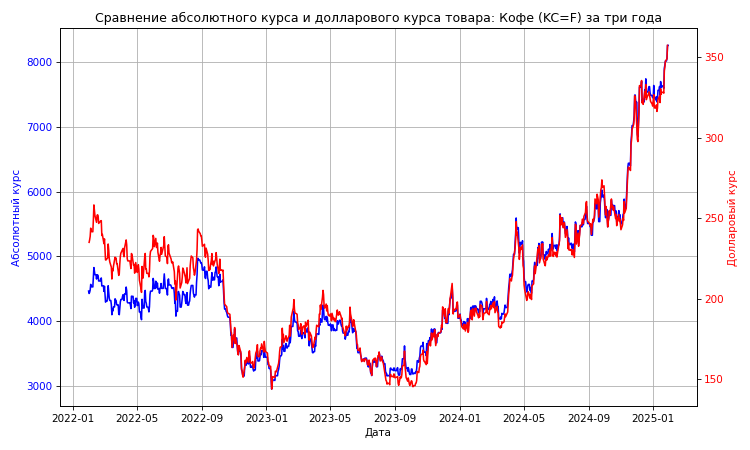 Сравнение абсолютного курса и долларового курса товара: Кофе (KC=F) за три года
Абсолютный курс
8000
7000
6000
5000
4000
3000
350
300
250
200
150
Долларовый курс
2022-01 2022-05 2022-09 2023-01 2023-05 2023-09 2024-01 2024-05 2024-09 2025-01
Дата